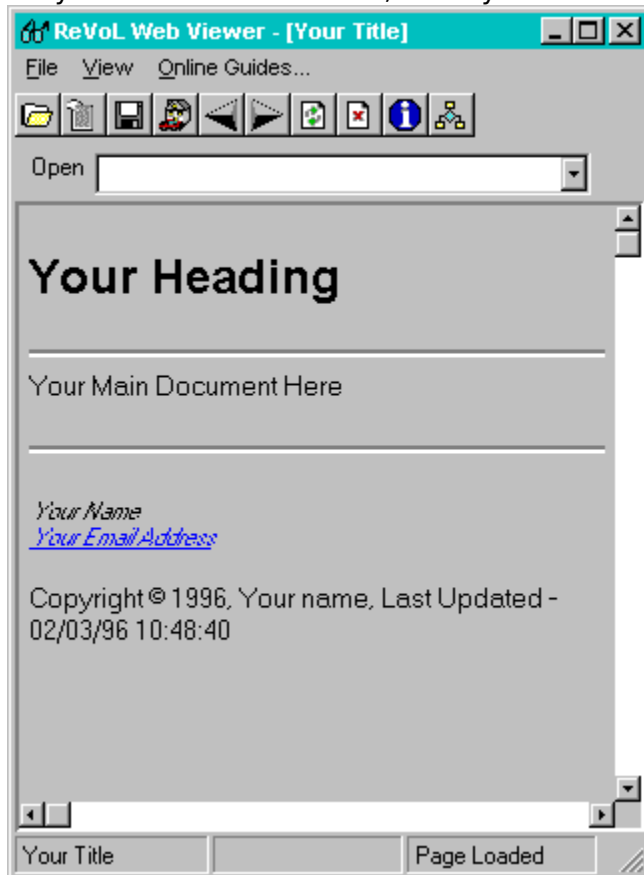 ReVoL Web Viewer - [Your Title]
File View Online Guides...
Open
Your Heading
Your Main Document Here
Your Name
Your Email Address
Copyright © 1996, Your name, Last Updated -
02/03/96 10:48:40
Your Title Page Loaded